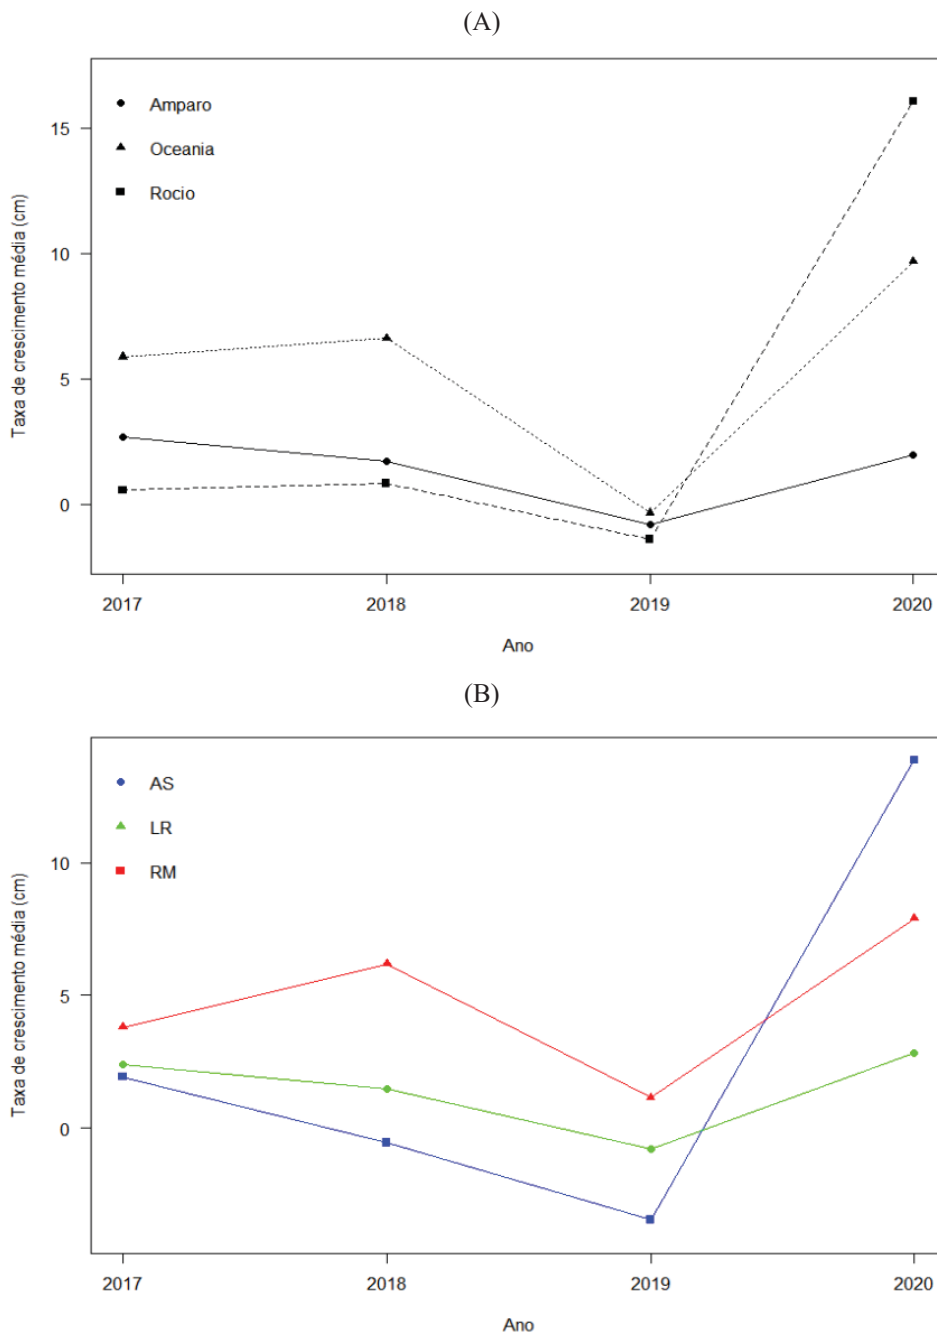 (A)
Taxa de crescimento média (cm)
15
10
5
0
Amparo
Oceania
Rocio
2017 2018 2019 2020
Ano
(B)
Taxa de crescimento média (cm)
10
5
0
AS
LR
RM
2017 2018 2019 2020
Ano